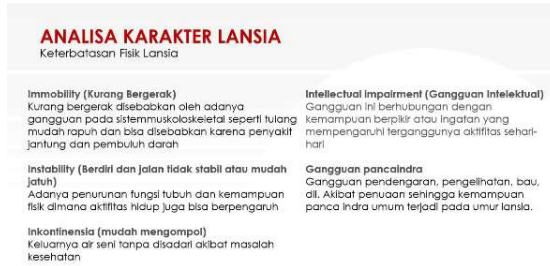 ANALISA KARAKTER LANSIA
Keterbatasan Fisik Lansia
Immobility (Kurang Bergerak)
Kurang bergerak disebabkan oleh adanya
gangguan pada sistemmuskoloskeletal seperti tulang
mudah rapuh dan bisa disebabkan karena penyakit
jantung dan pembuluh darah
Instability (Berdiri dan jalan tidak stabil atau mudah
jatuh)
Adanya penurunan fungsi tubuh dan kemampuan
fisik dimana aktifitas hidup juga bisa berpengaruh
Inkontinensia (mudah mengompol)
Keluarnya air seni tanpa disadari akibat masalah
kesehatan
Intellectual impairment (Gangguan Intelektual)
Gangguan ini berhubungan dengan
kemampuan berpikir atau ingatan yang
mempengaruhi terganggunya aktifitas sehari-
hari
Gangguan pancaindra
Gangguan pendengaran, pengelihatan, bau,
dll. Akibat penuaan sehingga kemampuan
panca indra umum terjadi pada umur lansia.